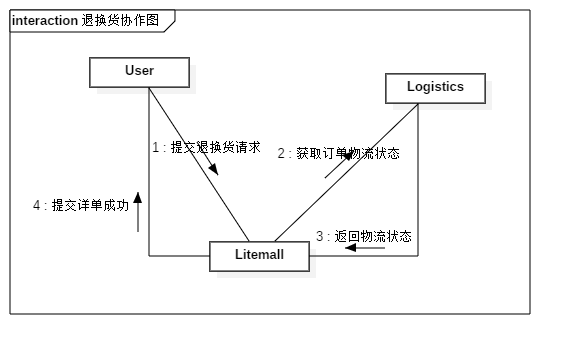 interaction 退换货协作图
User
Logistics
1 : 提交退换货请求
2 : 获取订单物流状态
4 : 提交详单成功
3 : 返回物流状态
Litemall